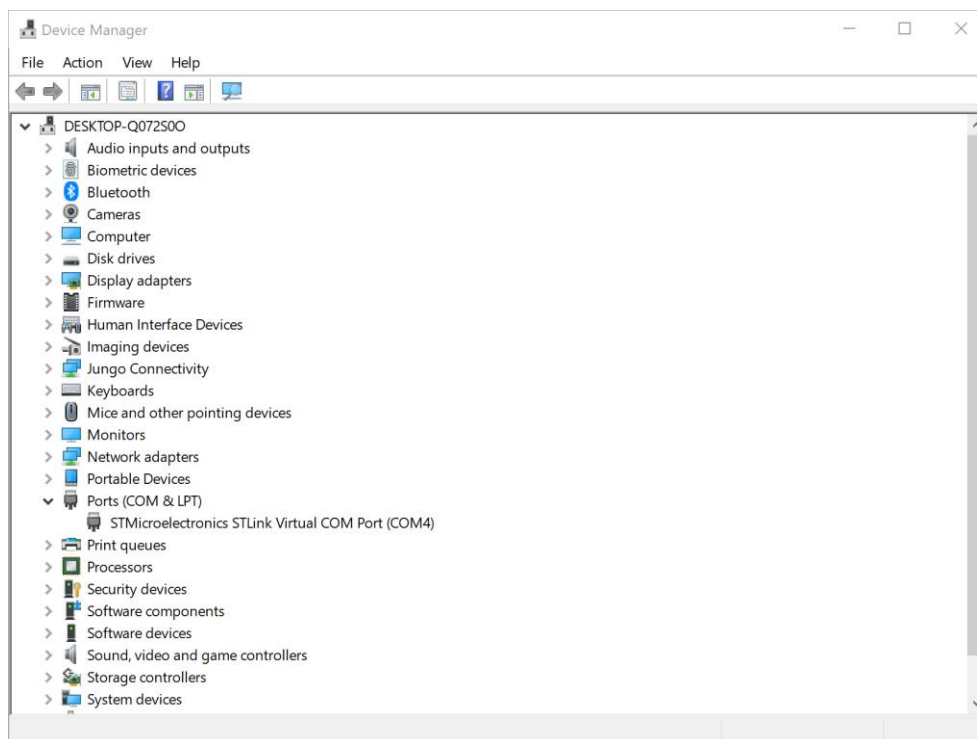 Device Manager
File Action View Help
DESKTOP-Q072S0O
Audio inputs and outputs
Biometric devices
Bluetooth
Cameras
Computer
Disk drives
Display adapters
Firmware
Human Interface Devices
Imaging devices
Jungo Connectivity
Keyboards
Mice and other pointing devices
Monitors
Network adapters
Portable Devices
Ports (COM & LPT)
STMicroelectronics STLink Virtual COM Port (COM4)
Print queues
Processors
Security devices
Software components
Software devices
Sound, video and game controllers
Storage controllers
System devices